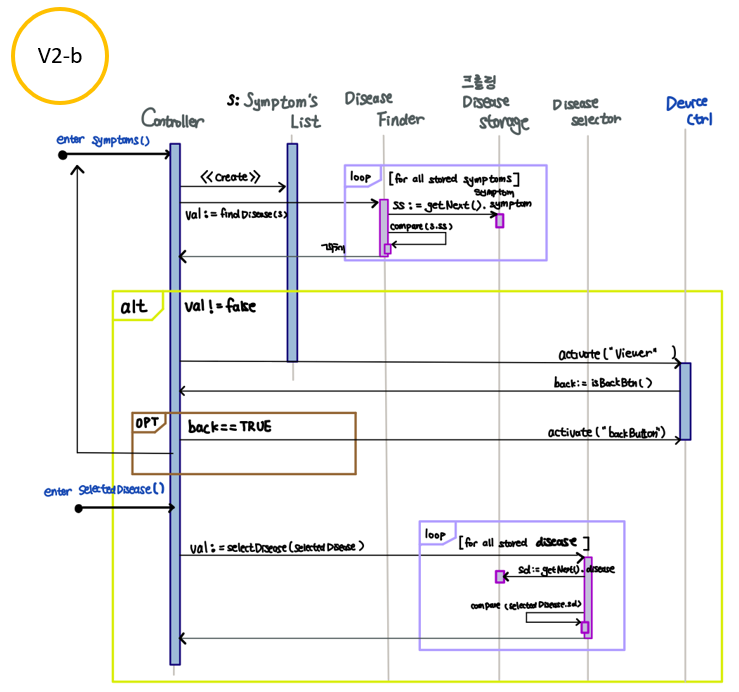 V2-b
Controller
S: Symptom's
List
Disease
Finder
크롤링
Disease
storage
Disease
selector
Device
Ctrl
enter symptoms()
<<Create>>
val := findDisease(s)
loop
[for all stored symptoms]
symptom
ss := getNext().symptom
compare(s.ss)
alt
val != false
activate("Viewer" )
back := isBackBtn()
OPT
back == TRUE
activate("backButton")
enter selectedDisease()
val := selectDisease(selectedDisease)
loop
[for all stored disease ]
sd := getNext().disease
compare (selectedDisease.sd)